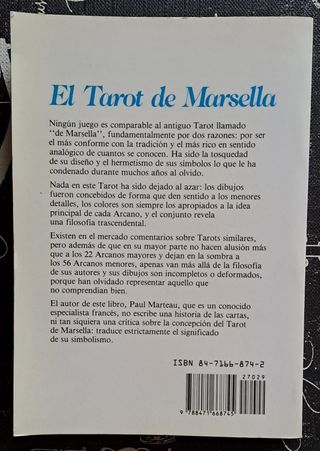 El Tarot de Marsella
Ningún juego es comparable al antiguo Tarot llamado
‘‘de Marsella’’, fundamentalmente por dos razones: por ser
el más conforme con la tradición y el más rico en sentido
analógico de cuantos se conocen. Ha sido la tosquedad
de su diseño y el hermetismo de sus símbolos lo que le ha
condenado durante muchos años al olvido.
Nada en este Tarot ha sido dejado al azar: los dibujos
fueron concebidos de forma que den sentido a los menores
detalles, los colores son siempre los apropiados a la idea
principal de cada Arcano, y el conjunto revela
una filosofía trascendental.
Existen en el mercado comentarios sobre Tarots similares,
pero además de que en su mayor parte no hacen alusión más
que a los 22 Arcanos mayores y dejan en la sombra a
los 56 Arcanos menores, apenas van más allá de la filosofía
de sus autores y sus dibujos son incompletos o deformados,
porque han olvidado representar aquello que
no comprendían bien.
El autor de este libro, Paul Marteau, que es un conocido
especialista francés, no escribe una historia de las cartas,
ni tan siquiera una crítica sobre la concepción del Tarot
de Marsella: traduce estrictamente el significado
de su simbolismo.
ISBN 84-7166-874-2
27029
9 788471 668745